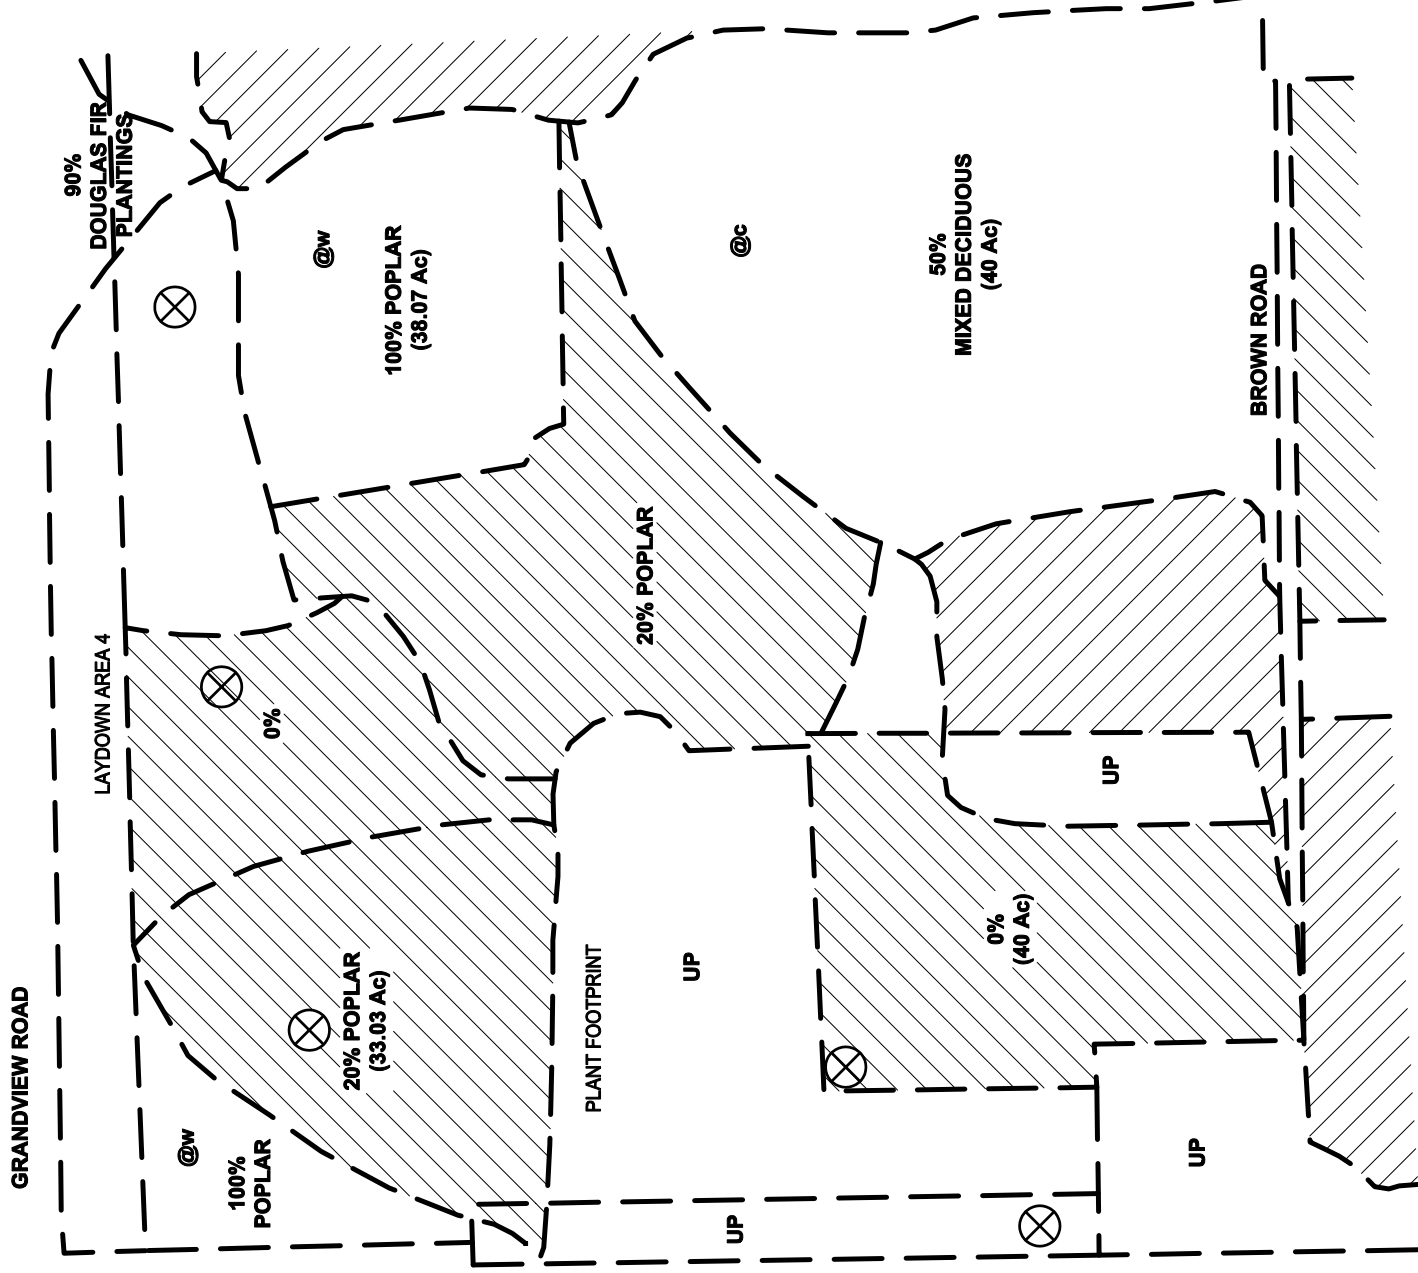 GRANDVIEW ROAD
LAYDOWN AREA 4
90%
DOUGLAS FIR
PLANTINGS
0%
@w
100%
POPLAR
20% POPLAR
(33.03 Ac)
@w
100% POPLAR
(38.07 Ac)
PLANT FOOTPRINT
20% POPLAR
UP
UP
@c
50%
MIXED DECIDUOUS
(40 Ac)
0%
(40 Ac)
UP
UP
BROWN ROAD